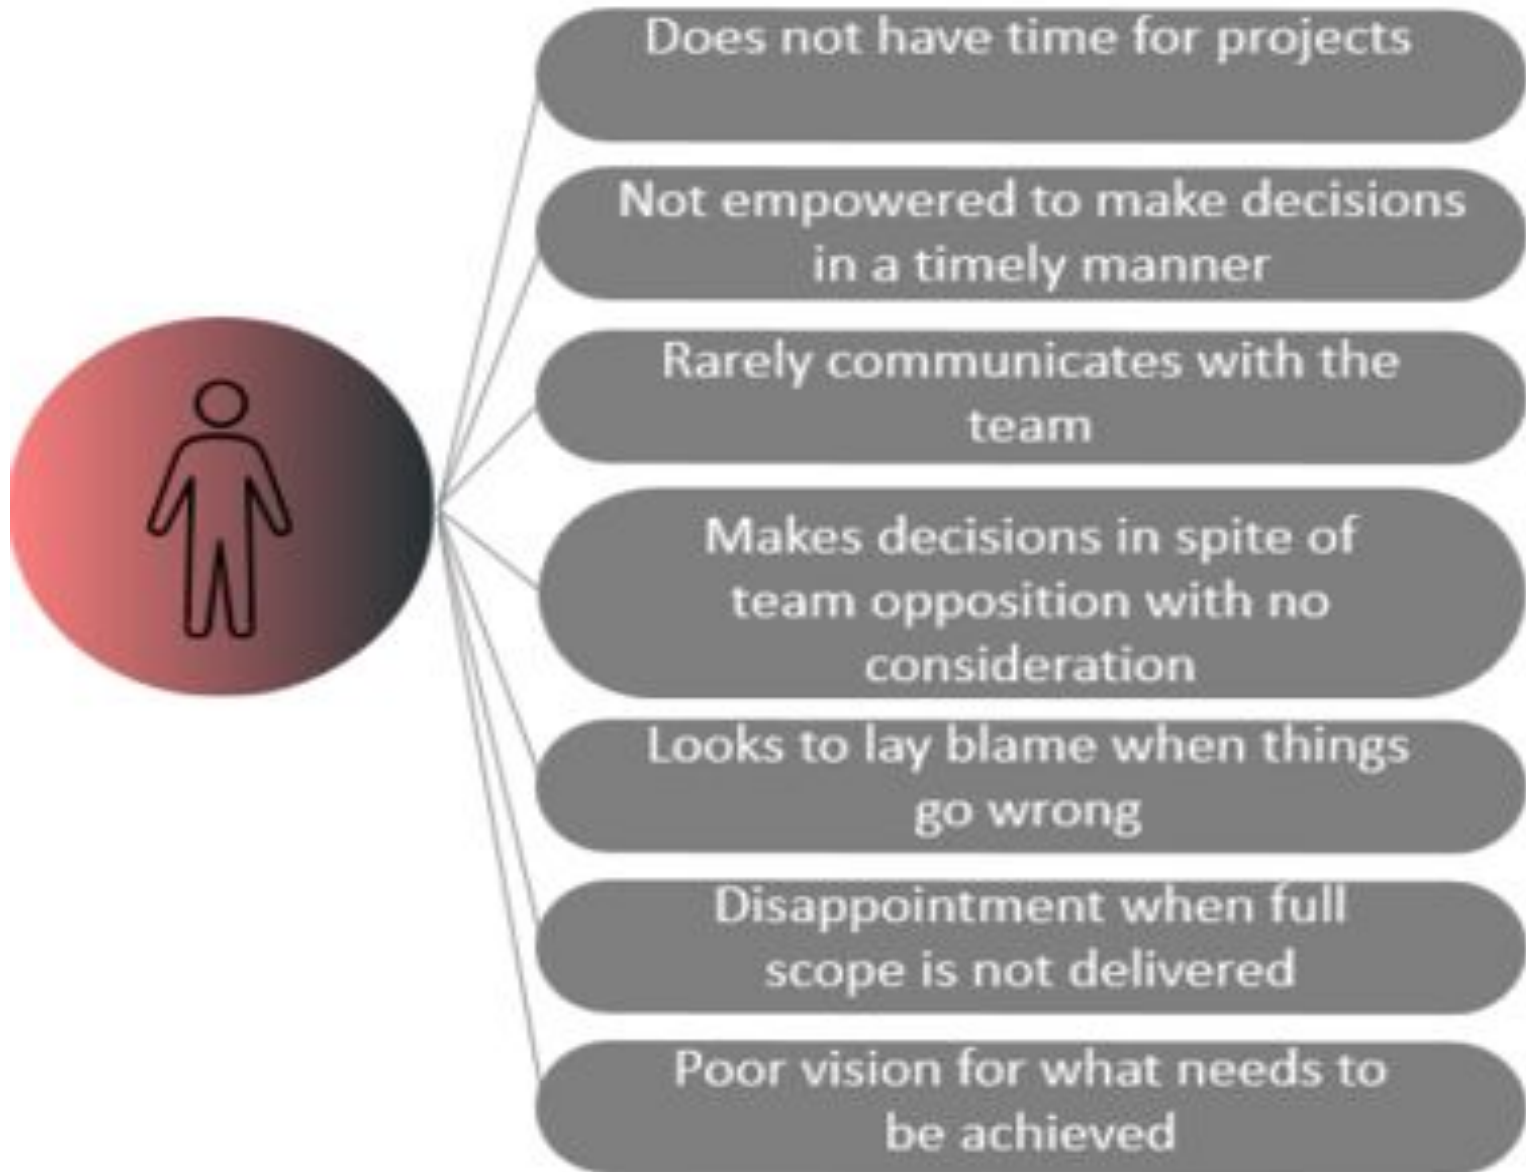 Does not have time for projects
Not empowered to make decisions
in a timely manner
Rarely communicates with the
team
Makes decisions in spite of
team opposition with no
consideration
Looks to lay blame when things
go wrong
Disappointment when full
scope is not delivered
Poor vision for what needs to
be achieved